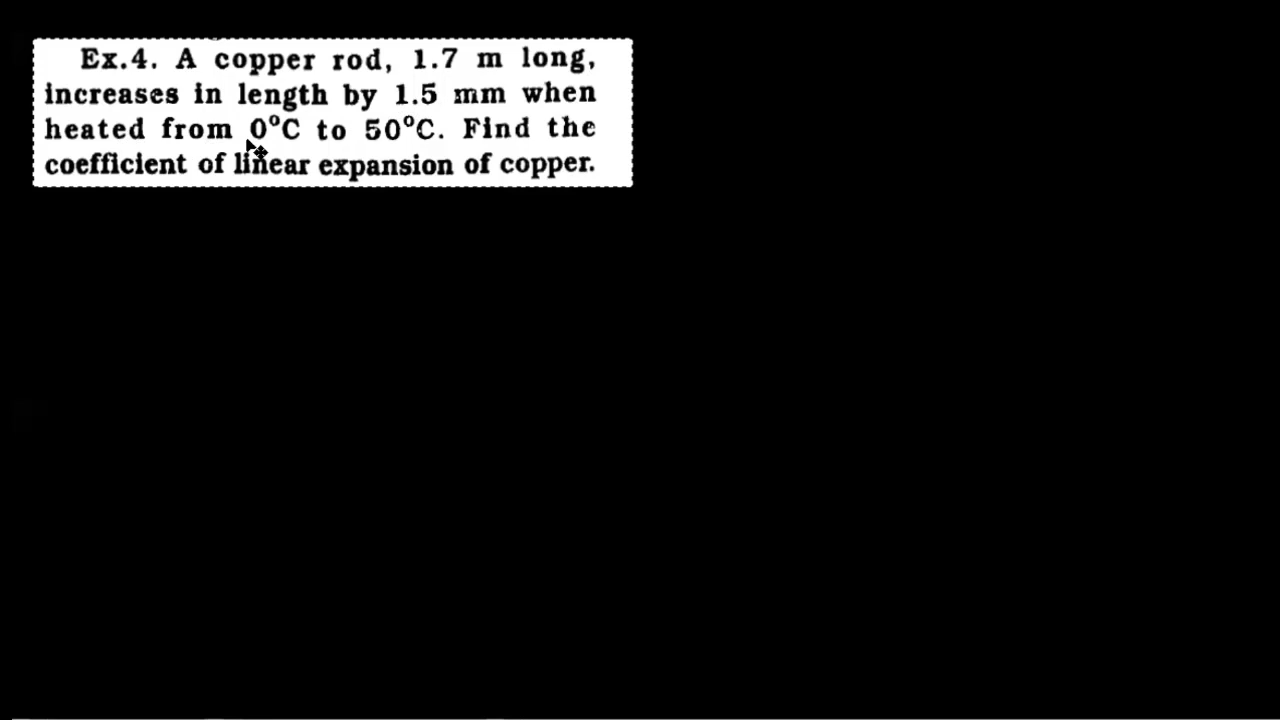 Ex.4. A copper rod, 1.7 m long,
increases in length by 1.5 mm when
heated from 0°C to 50°C. Find the
coefficient of linear expansion of copper.